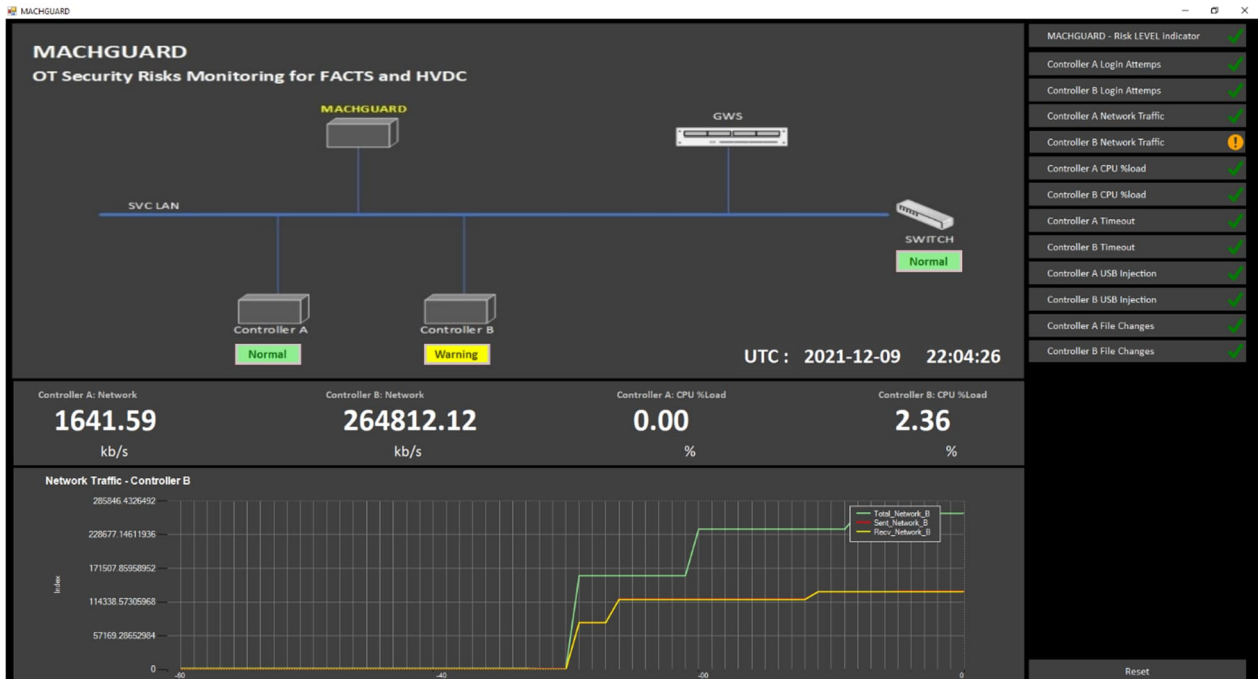 MACHGUARD
MACHGUARD
OT Security Risks Monitoring for FACTS and HVDC
MACHGUARD
GWS
SVC LAN
SWITCH
Normal
Controller A
Controller B
Normal
Warning
UTC : 2021-12-09 22:04:26
Controller A: Network
Controller B: Network
Controller A: CPU %Load
Controller B: CPU %Load
1641.59
264812.12
0.00
2.36
kb/s
kb/s
%
%
Network Traffic - Controller B
285846.4326492
228677.14611936
171507.85958952
114338.57305968
57169.28652984
0
Index
Total_Network_B
Sent_Network_B
Recv_Network_B
-60
-40
-00
0
MACHGUARD - Risk LEVEL indicator
Controller A Login Attemps
Controller B Login Attemps
Controller A Network Traffic
Controller B Network Traffic
Controller A CPU %load
Controller B CPU %load
Controller A Timeout
Controller B Timeout
Controller A USB Injection
Controller B USB Injection
Controller A File Changes
Controller B File Changes
Reset